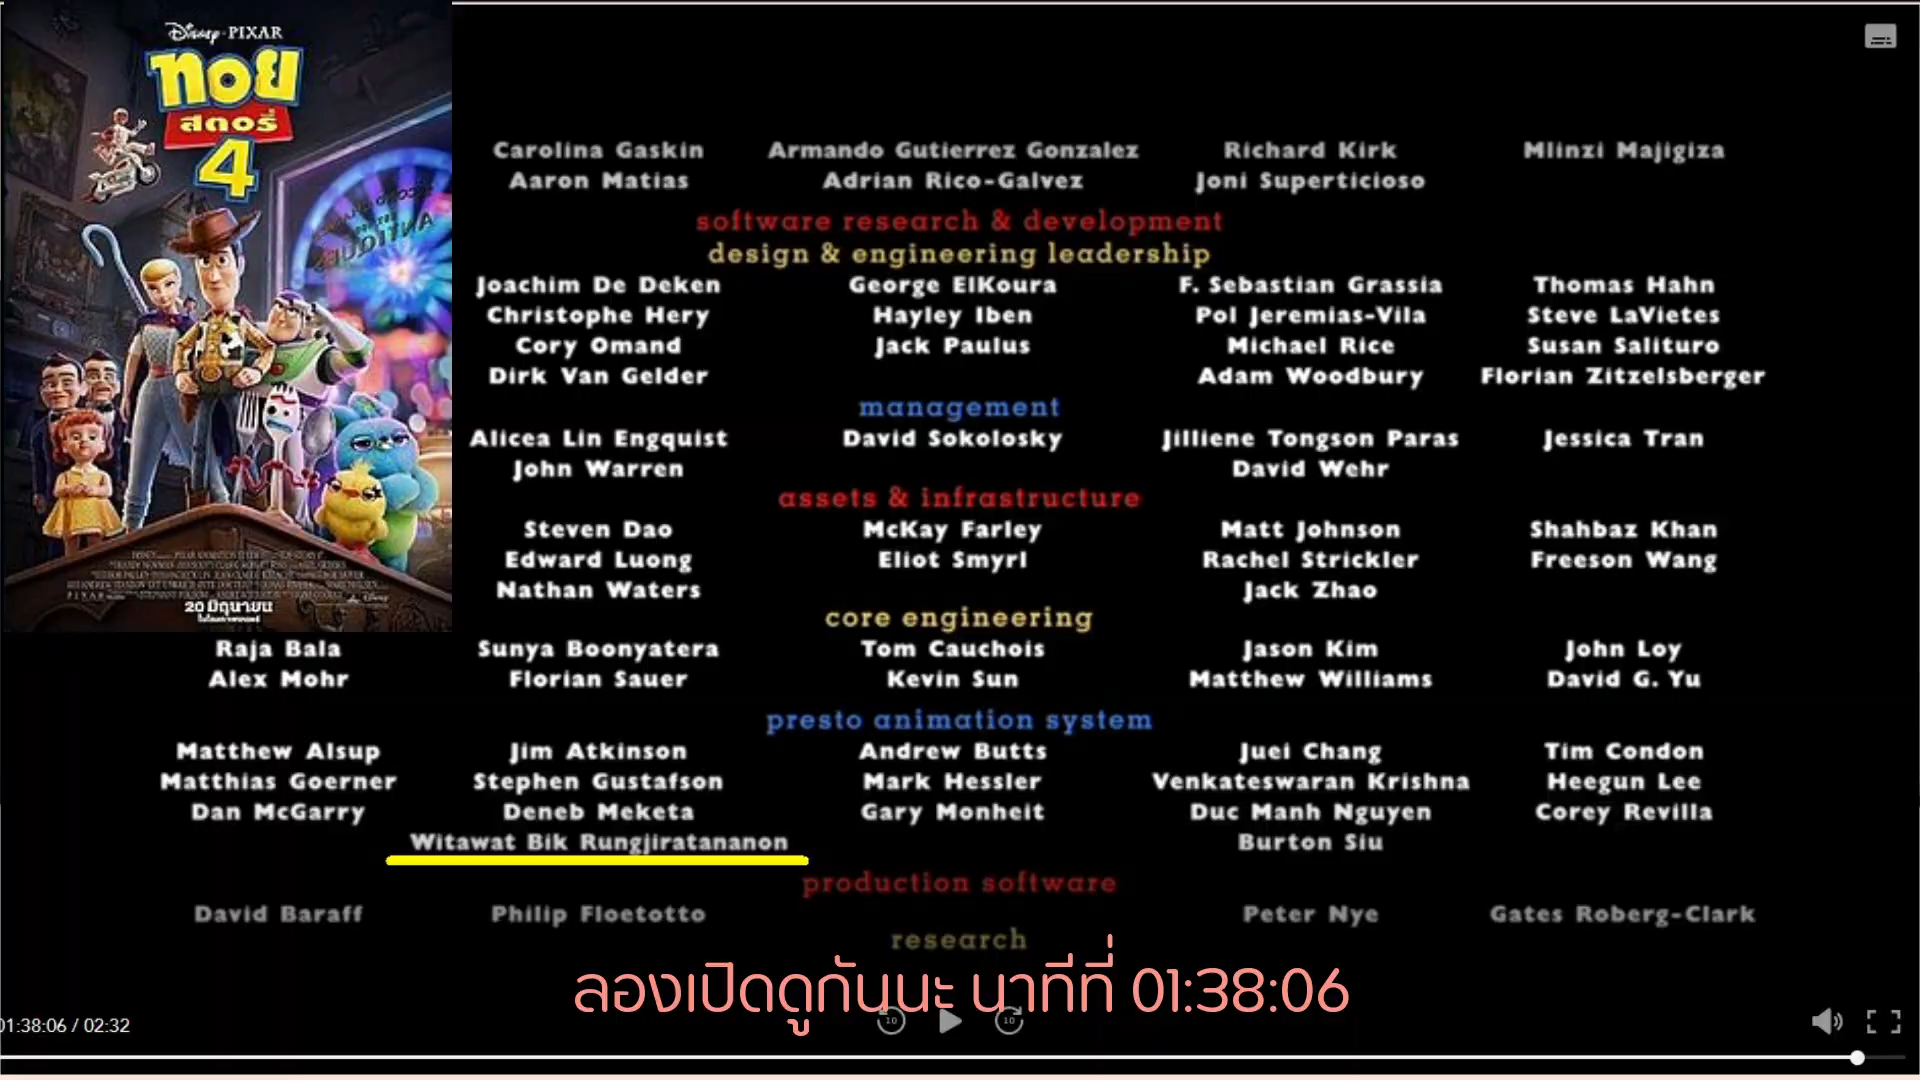 Disney·PIXAR
ทอย
สตอรี่
4
20 มิถุนายน
Carolina Gaskin Armando Gutierrez Gonzalez Richard Kirk Mlinzi Majigiza
Aaron Matias Adrian Rico-Galvez Joni Superticioso
software research & development
design & engineering leadership
Joachim De Deken George ElKoura F. Sebastian Grassia Thomas Hahn
Christophe Hery Hayley Iben Pol Jeremias-Vila Steve LaVietes
Cory Omand Jack Paulus Michael Rice Susan Salituro
Dirk Van Gelder Adam Woodbury Florian Zitzelsberger
management
Alicea Lin Engquist David Sokolosky Jilliene Tongson Paras Jessica Tran
John Warren David Wehr
assets & infrastructure
Steven Dao McKay Farley Matt Johnson Shahbaz Khan
Edward Luong Eliot Smyrl Rachel Strickler Freeson Wang
Nathan Waters Jack Zhao
core engineering
Raja Bala Sunya Boonyatera Tom Cauchois Jason Kim John Loy
Alex Mohr Florian Sauer Kevin Sun Matthew Williams David G. Yu
presto animation system
Matthew Alsup Jim Atkinson Andrew Butts Juei Chang Tim Condon
Matthias Goerner Stephen Gustafson Mark Hessler Venkateswaran Krishna Heegun Lee
Dan McGarry Deneb Meketa Gary Monheit Duc Manh Nguyen Corey Revilla
Witawat Bik Rungjiratananon Burton Siu
production software
David Baraff Philip Floetotto Peter Nye Gates Roberg-Clark
research
ลองเปิดดูกันนะ นาทีที่ 01:38:06
01:38:06 / 02:32
10 10